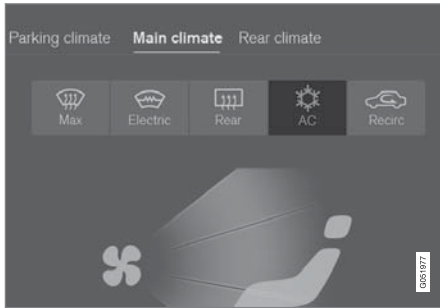 Parking climate Main climate Rear climate
Max Electric Rear AC Recirc
G051977